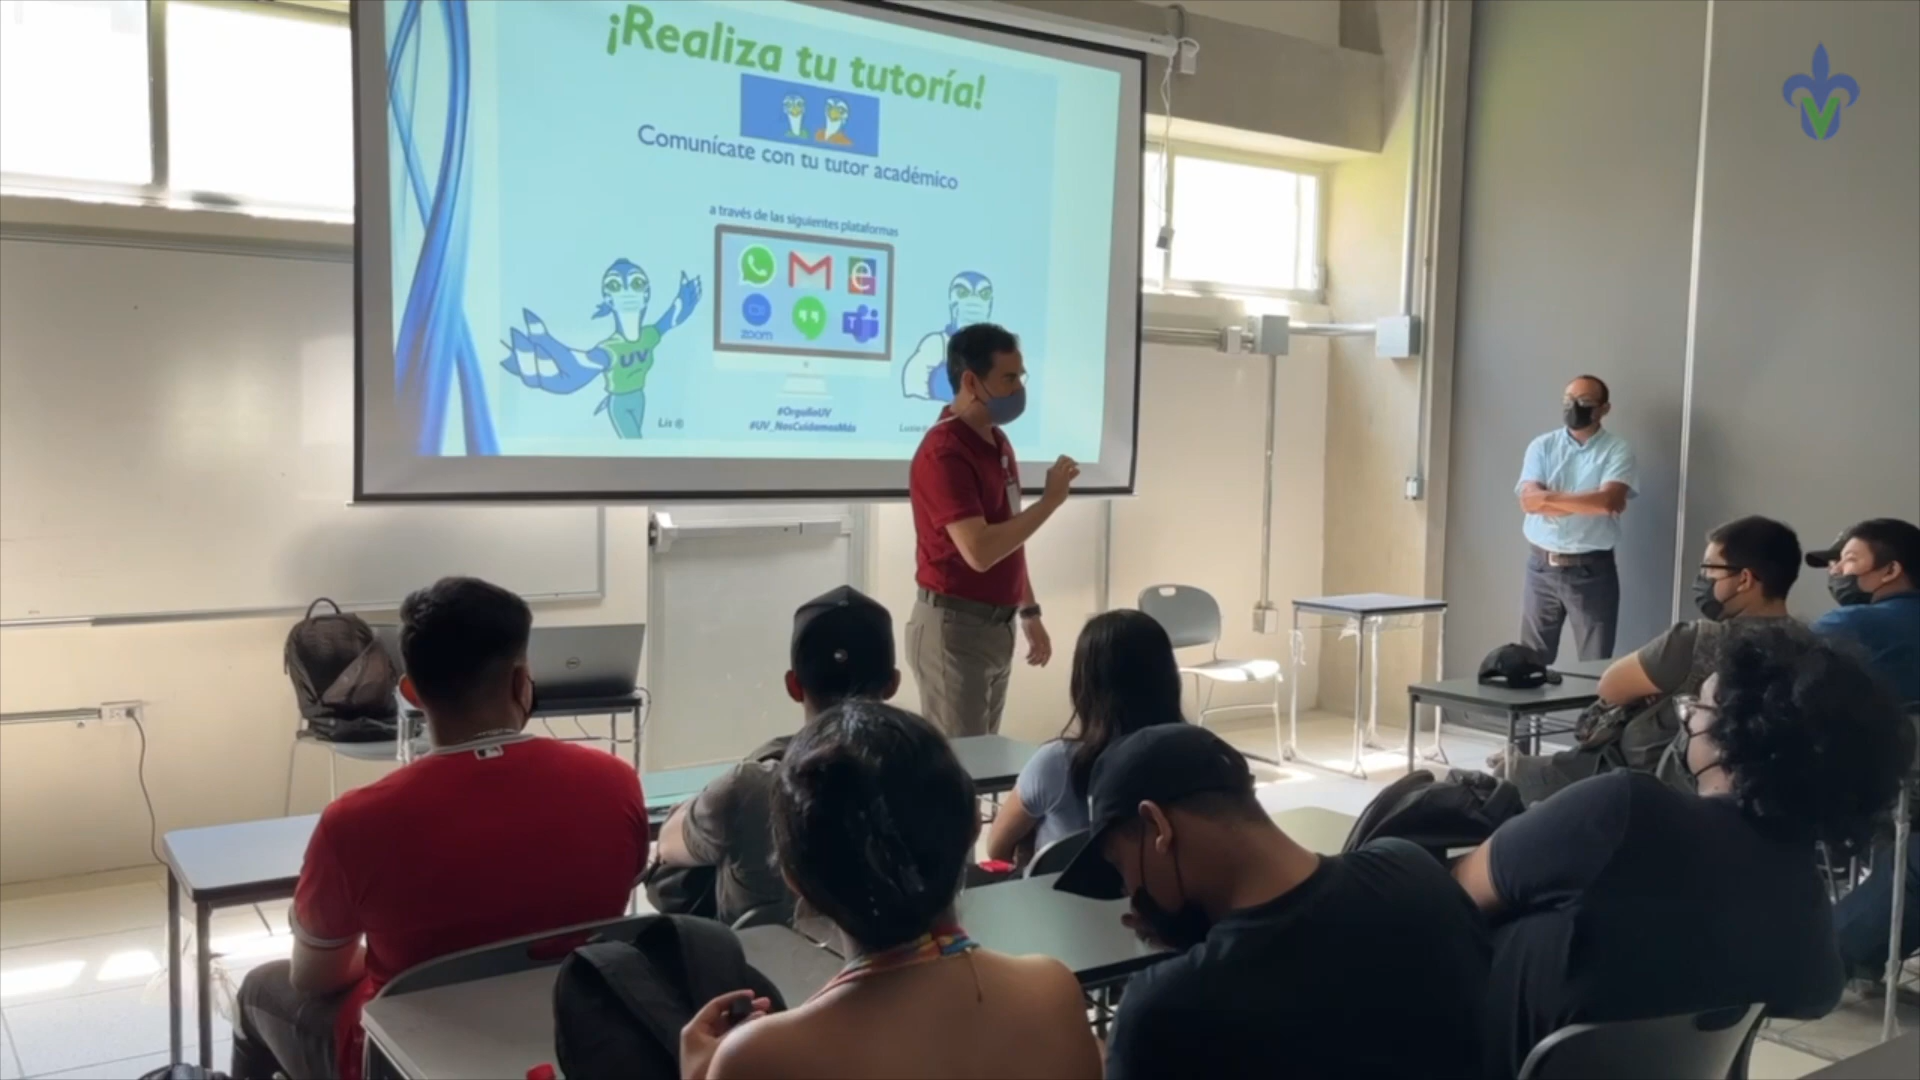 ¡Realiza tu tutoría!
Comunícate con tu tutor académico
a través de las siguientes plataformas
zoom
UV
#OrgulloUV
#UV_NosCuidamosMás
Lis ©